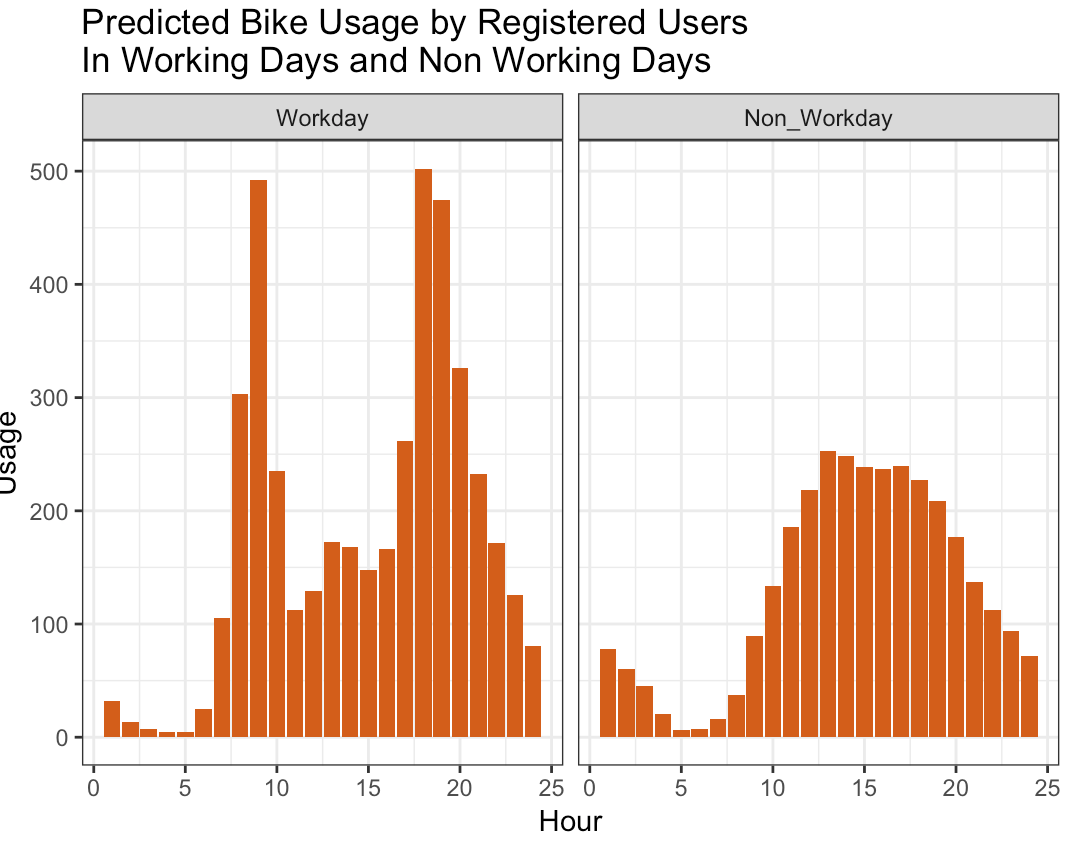 Predicted Bike Usage by Registered Users
In Working Days and Non Working Days
Workday
Non_Workday
500
400
300
200
100
0
Usage
0 5 10 15 20 25
0 5 10 15 20 25
Hour